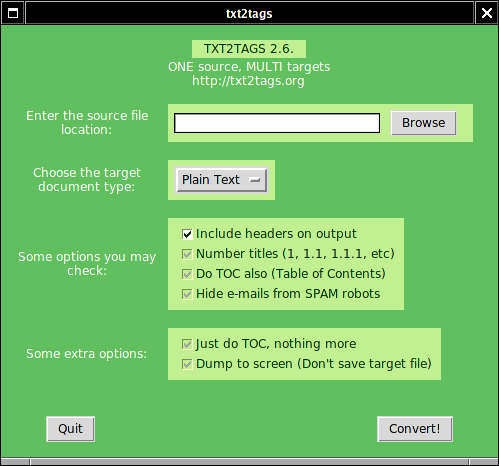 txt2tags
TXT2TAGS 2.6.
ONE source, MULTI targets
http://txt2tags.org
Enter the source file
location:
Browse
Choose the target
document type:
Plain Text
Some options you may
check:
Include headers on output
Number titles (1, 1.1, 1.1.1, etc)
Do TOC also (Table of Contents)
Hide e-mails from SPAM robots
Some extra options:
Just do TOC, nothing more
Dump to screen (Don't save target file)
Quit
Convert!